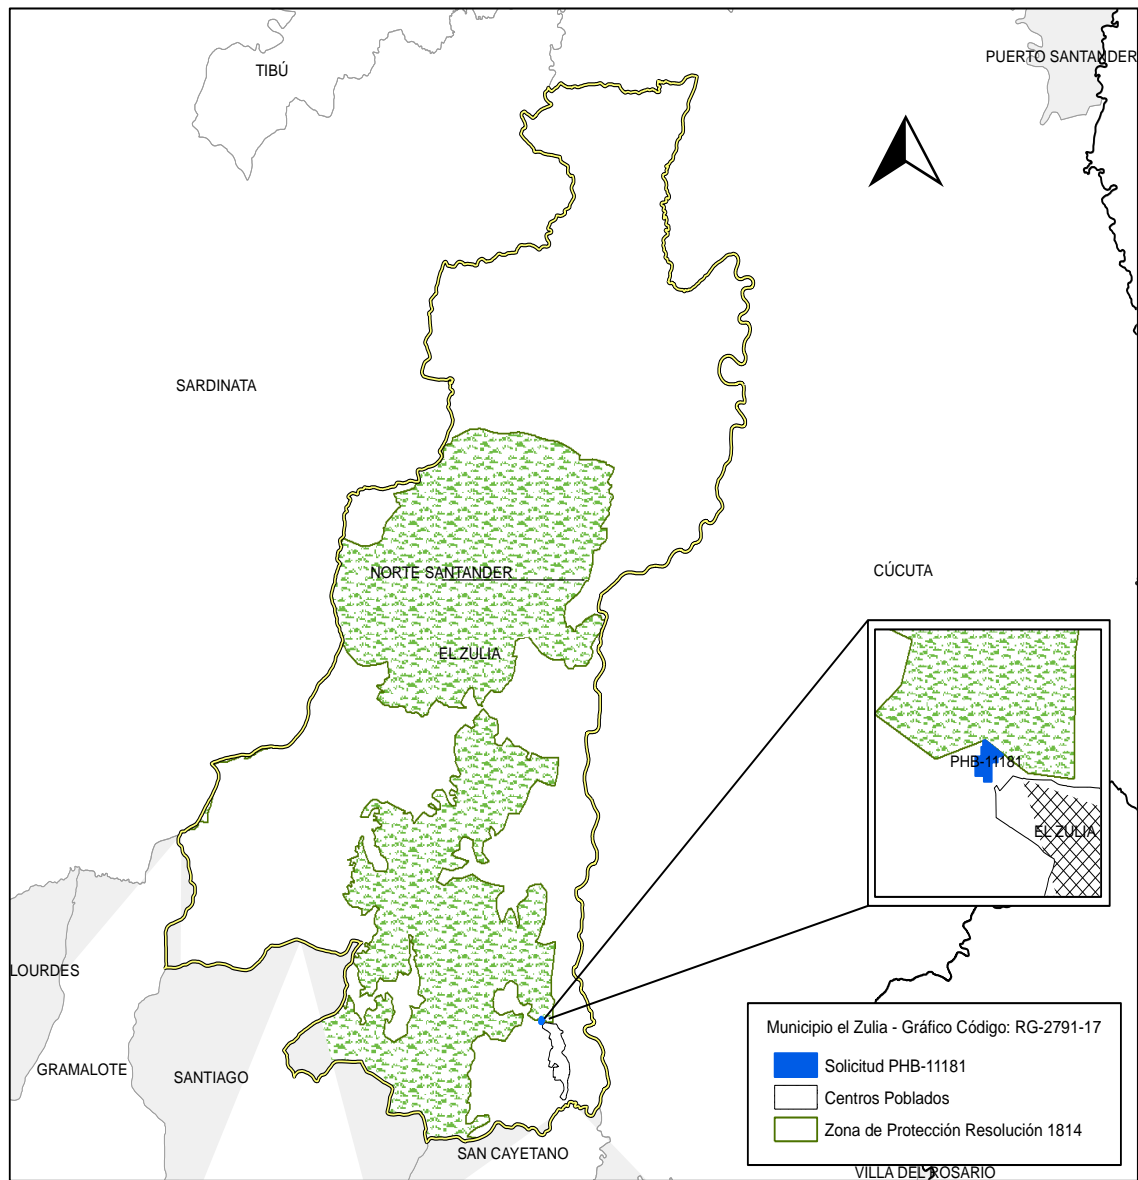 TIBÚ
PUERTO SANTANDER
SARDINATA
NORTE SANTANDER
CÚCUTA
EL ZULIA
PHB-11181
EL ZULIA
LOURDES
GRAMALOTE
SANTIAGO
SAN CAYETANO
VILLA DEL ROSARIO
Municipio el Zulia - Gráfico Código: RG-2791-17
Solicitud PHB-11181
Centros Poblados
Zona de Protección Resolución 1814